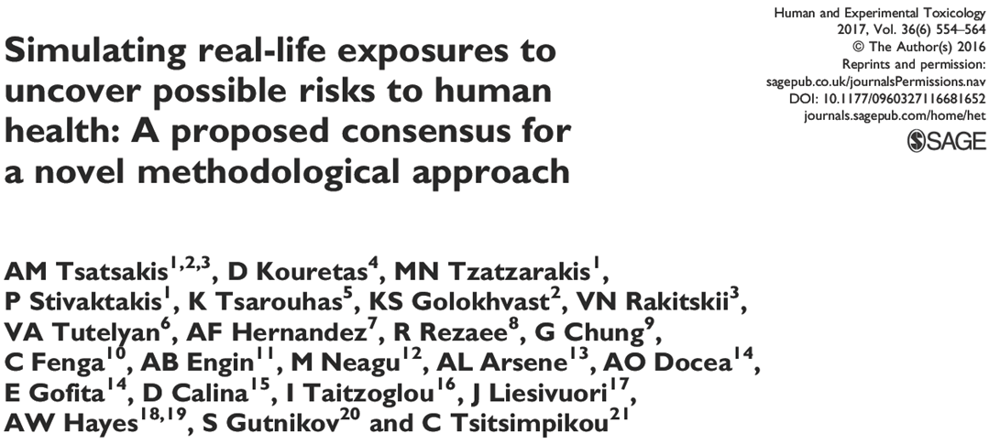 Simulating real-life exposures to
uncover possible risks to human
health: A proposed consensus for
a novel methodological approach
Human and Experimental Toxicology
2017, Vol. 36(6) 554–564
© The Author(s) 2016
Reprints and permission:
sagepub.co.uk/journalsPermissions.nav
DOI: 10.1177/0960327116681652
journals.sagepub.com/home/het
SAGE
AM Tsatsakis1,2,3, D Kouretas4, MN Tzatzarakis1,
P Stivaktakis1, K Tsarouhas5, KS Golokhvast2, VN Rakitskii3,
VA Tutelyan6, AF Hernandez7, R Rezaee8, G Chung9,
C Fenga10, AB Engin11, M Neagu12, AL Arsene13, AO Docea14,
E Gofita14, D Calina15, I Taitzoglou16, J Liesivuori17,
AW Hayes18,19, S Gutnikov20 and C Tsitsimpikou21